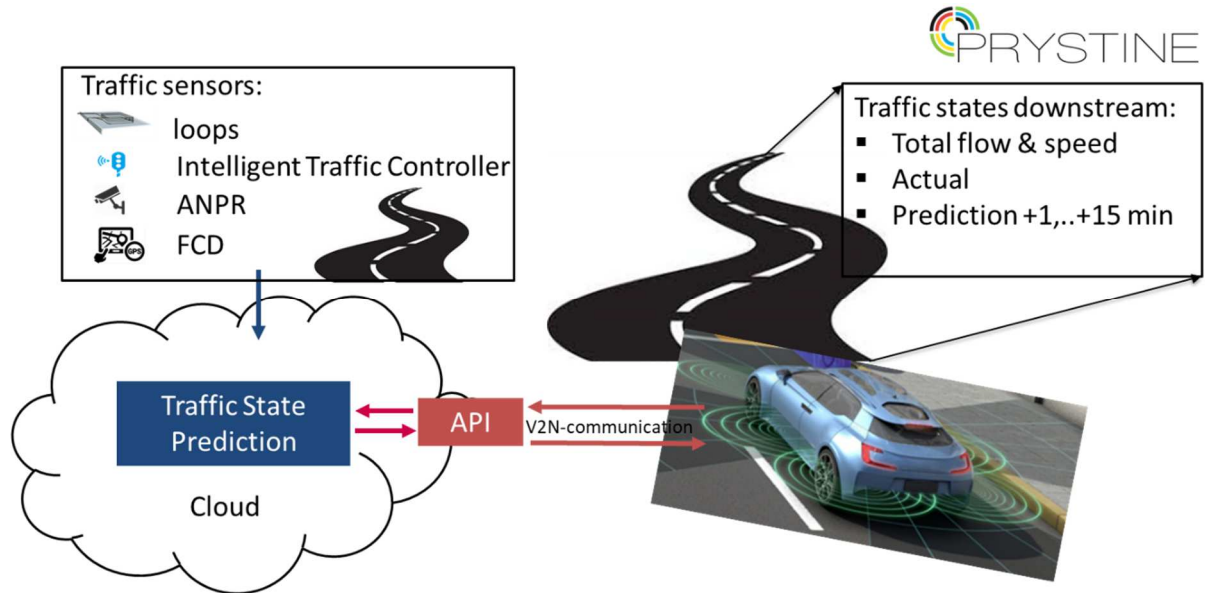 PRYSTINE
Traffic sensors:
loops
Intelligent Traffic Controller
ANPR
GPS
FCD
Traffic states downstream:
▪ Total flow & speed
▪ Actual
▪ Prediction +1,..+15 min
Traffic State
Prediction
API
V2N-communication
Cloud